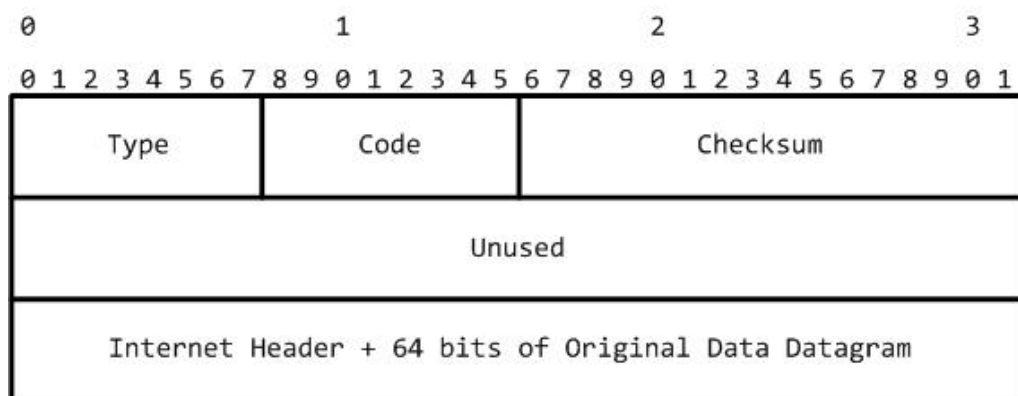 0 1 2 3
0 1 2 3 4 5 6 7 8 9 0 1 2 3 4 5 6 7 8 9 0 1 2 3 4 5 6 7 8 9 0 1
Type Code Checksum
Unused
Internet Header + 64 bits of Original Data Datagram